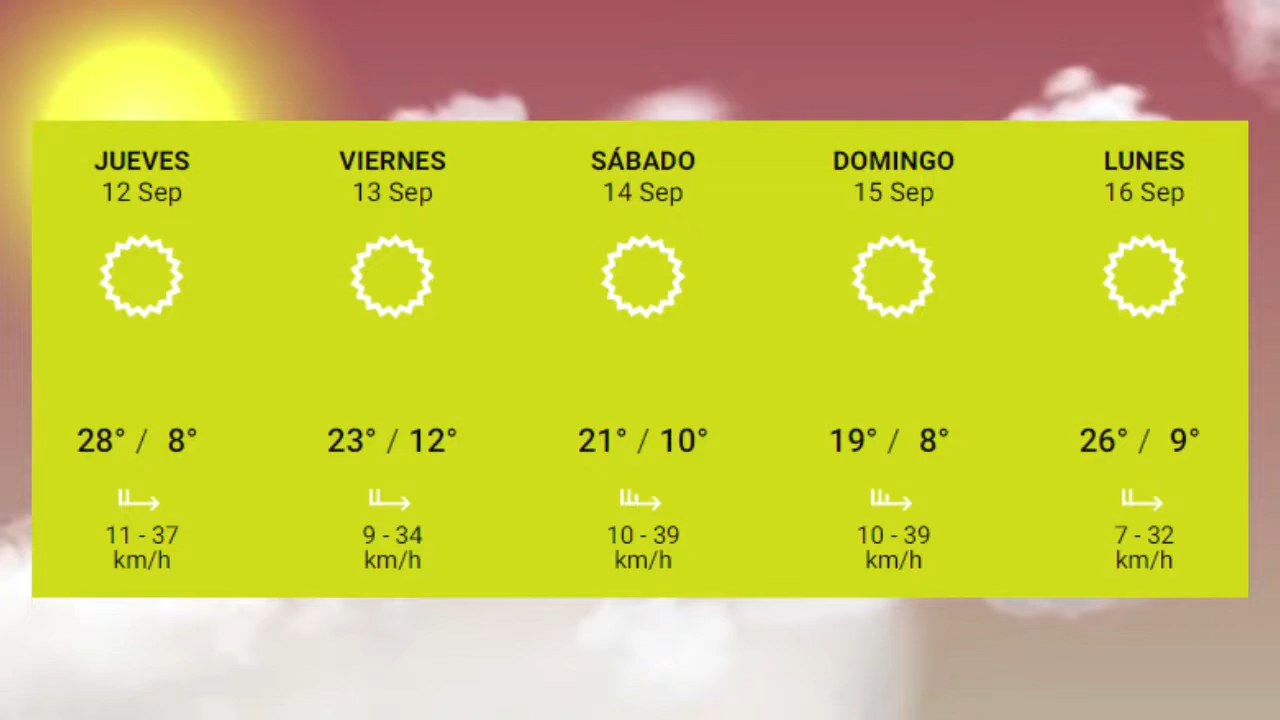 JUEVES
12 Sep
28° / 8°
11 - 37
km/h
VIERNES
13 Sep
23° / 12°
9 - 34
km/h
SÁBADO
14 Sep
21° / 10°
10 - 39
km/h
DOMINGO
15 Sep
19° / 8°
10 - 39
km/h
LUNES
16 Sep
26° / 9°
7 - 32
km/h